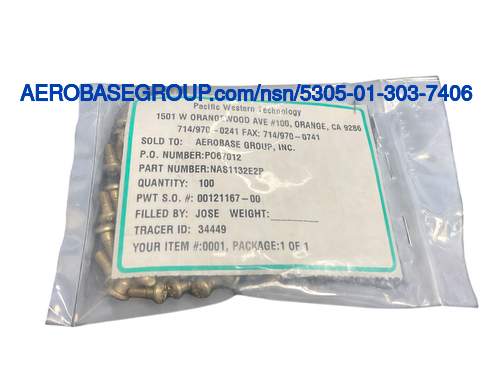 AEROBASEGROUP.com/nsn/5305-01-303-7406
Pacific Western Technology
1501 W ORANGEWOOD AVE #100, ORANGE, CA 9286
714/970-0241 FAX: 714/970-0741
SOLD TO: AEROBASE GROUP, INC.
P.O. NUMBER:PO67012
PART NUMBER:NAS1132E2P
QUANTITY: 100
PWT S.O. #: 00121167-00
FILLED BY: JOSE WEIGHT:________
TRACER ID: 34449
YOUR ITEM #:0001, PACKAGE:1 OF 1